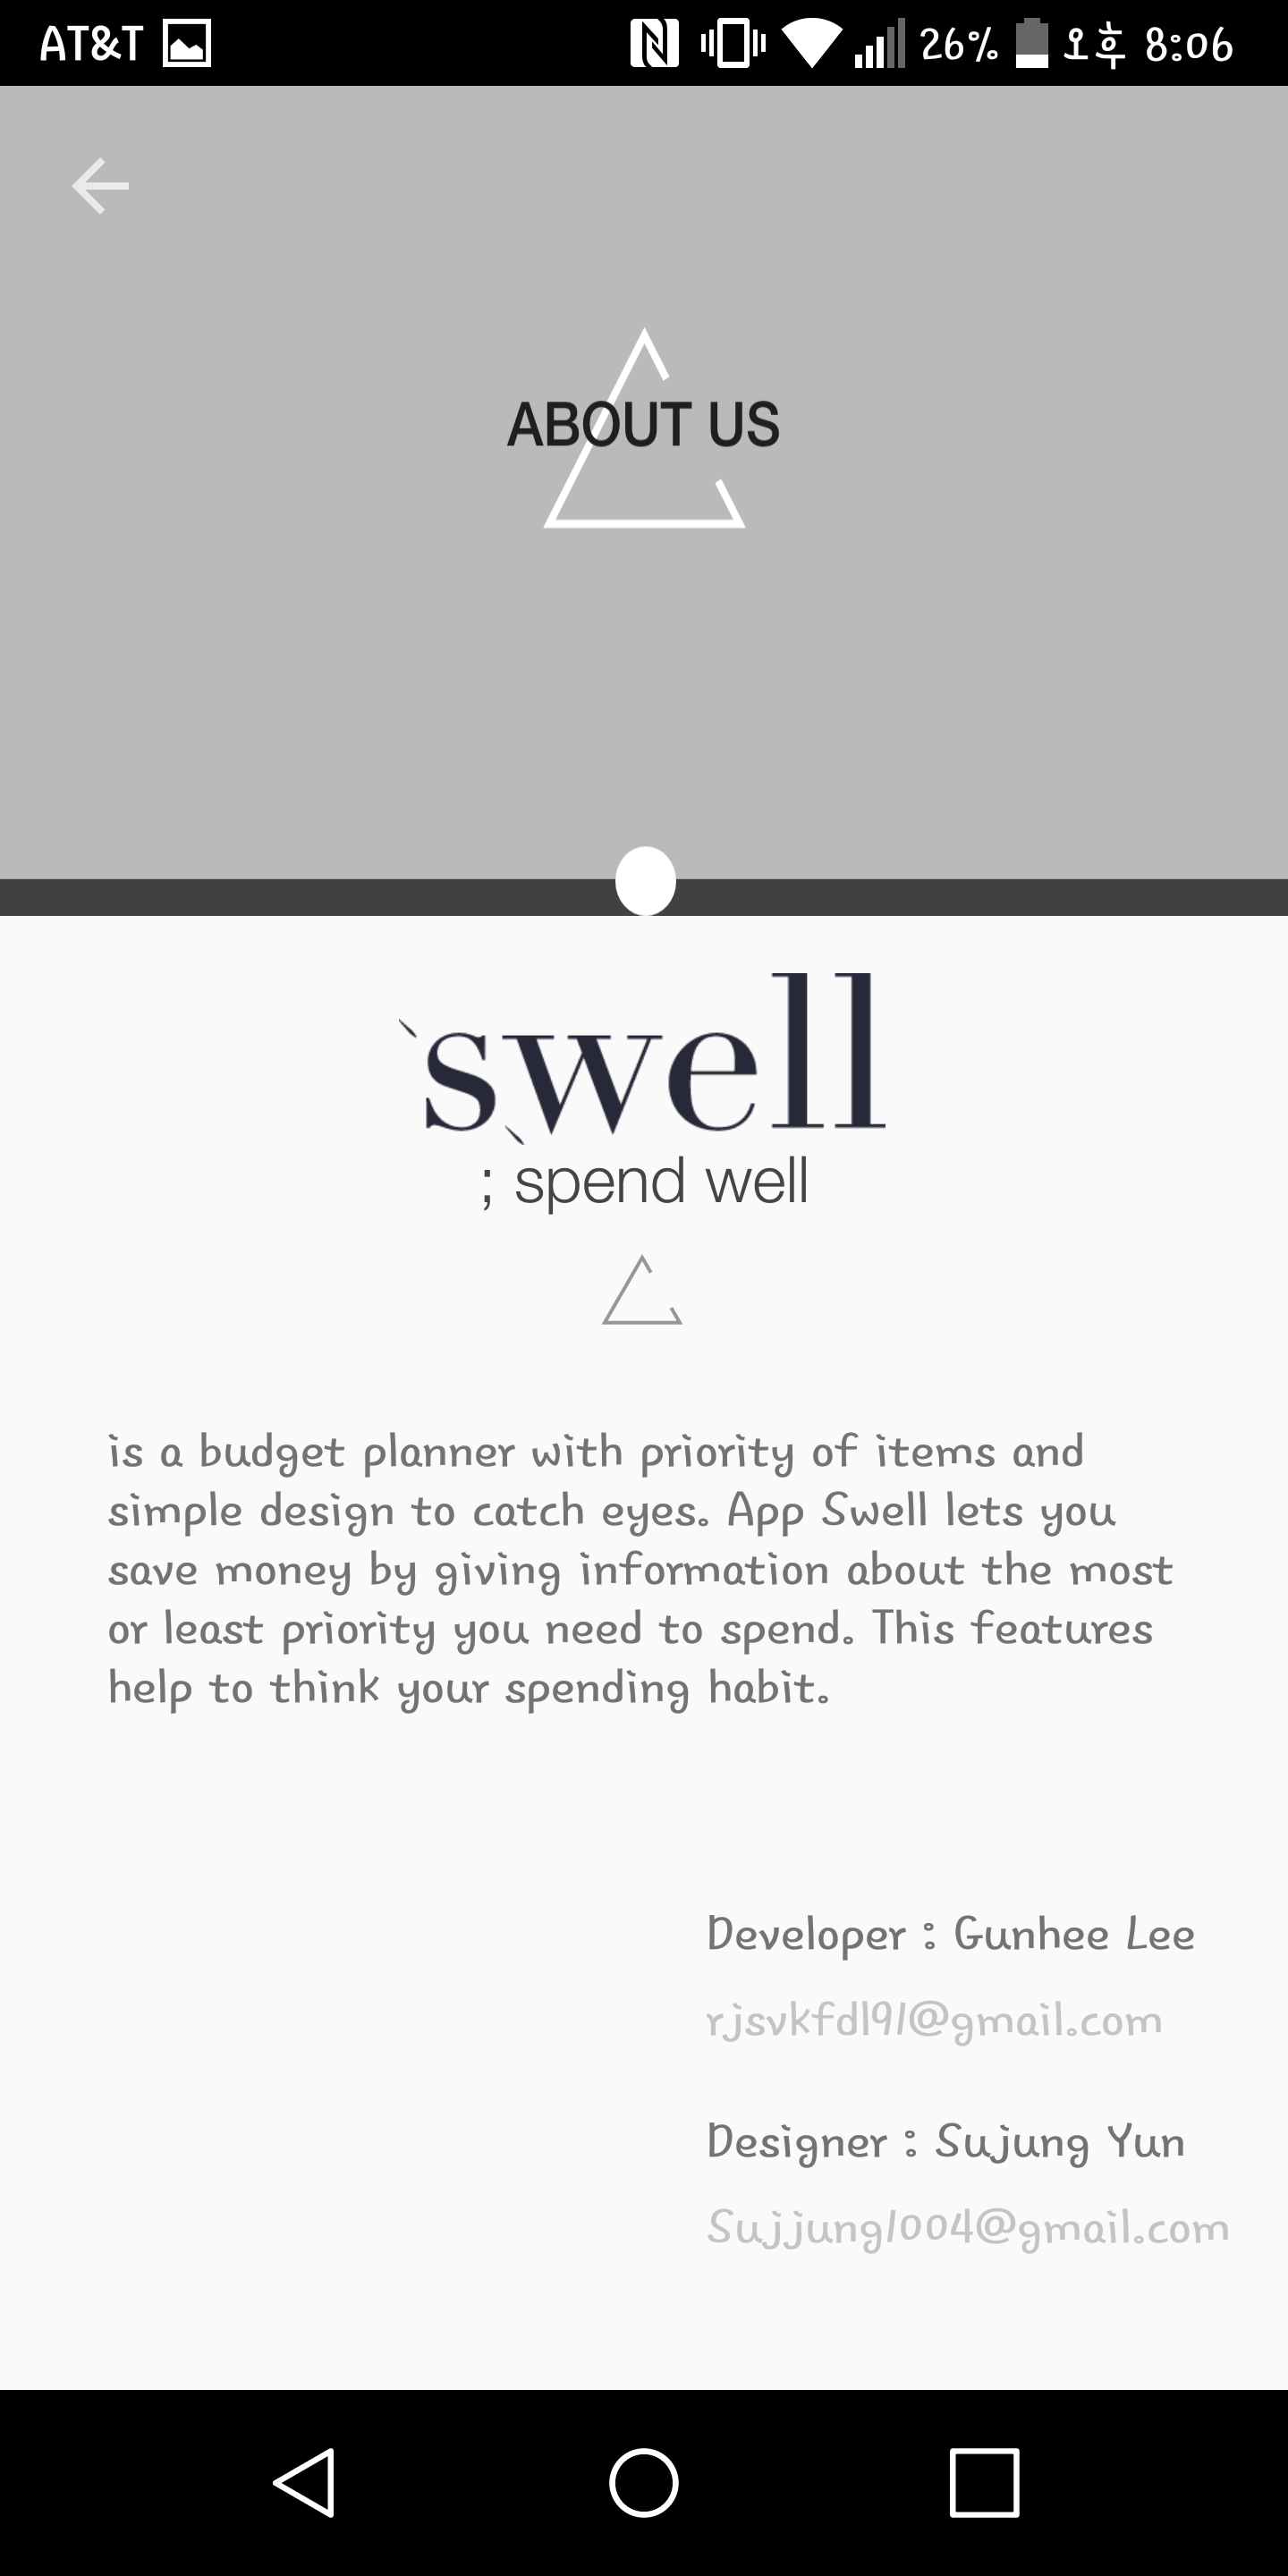 AT&T 26% 오후 8:06
ABOUT US
swell
; spend well
is a budget planner with priority of items and
simple design to catch eyes. App Swell lets you
save money by giving information about the most
or least priority you need to spend. This features
help to think your spending habit.
Developer : Gunhee Lee
rjsvkfdl91@gmail.com
Designer : Sujung Yun
Sujjung1004@gmail.com